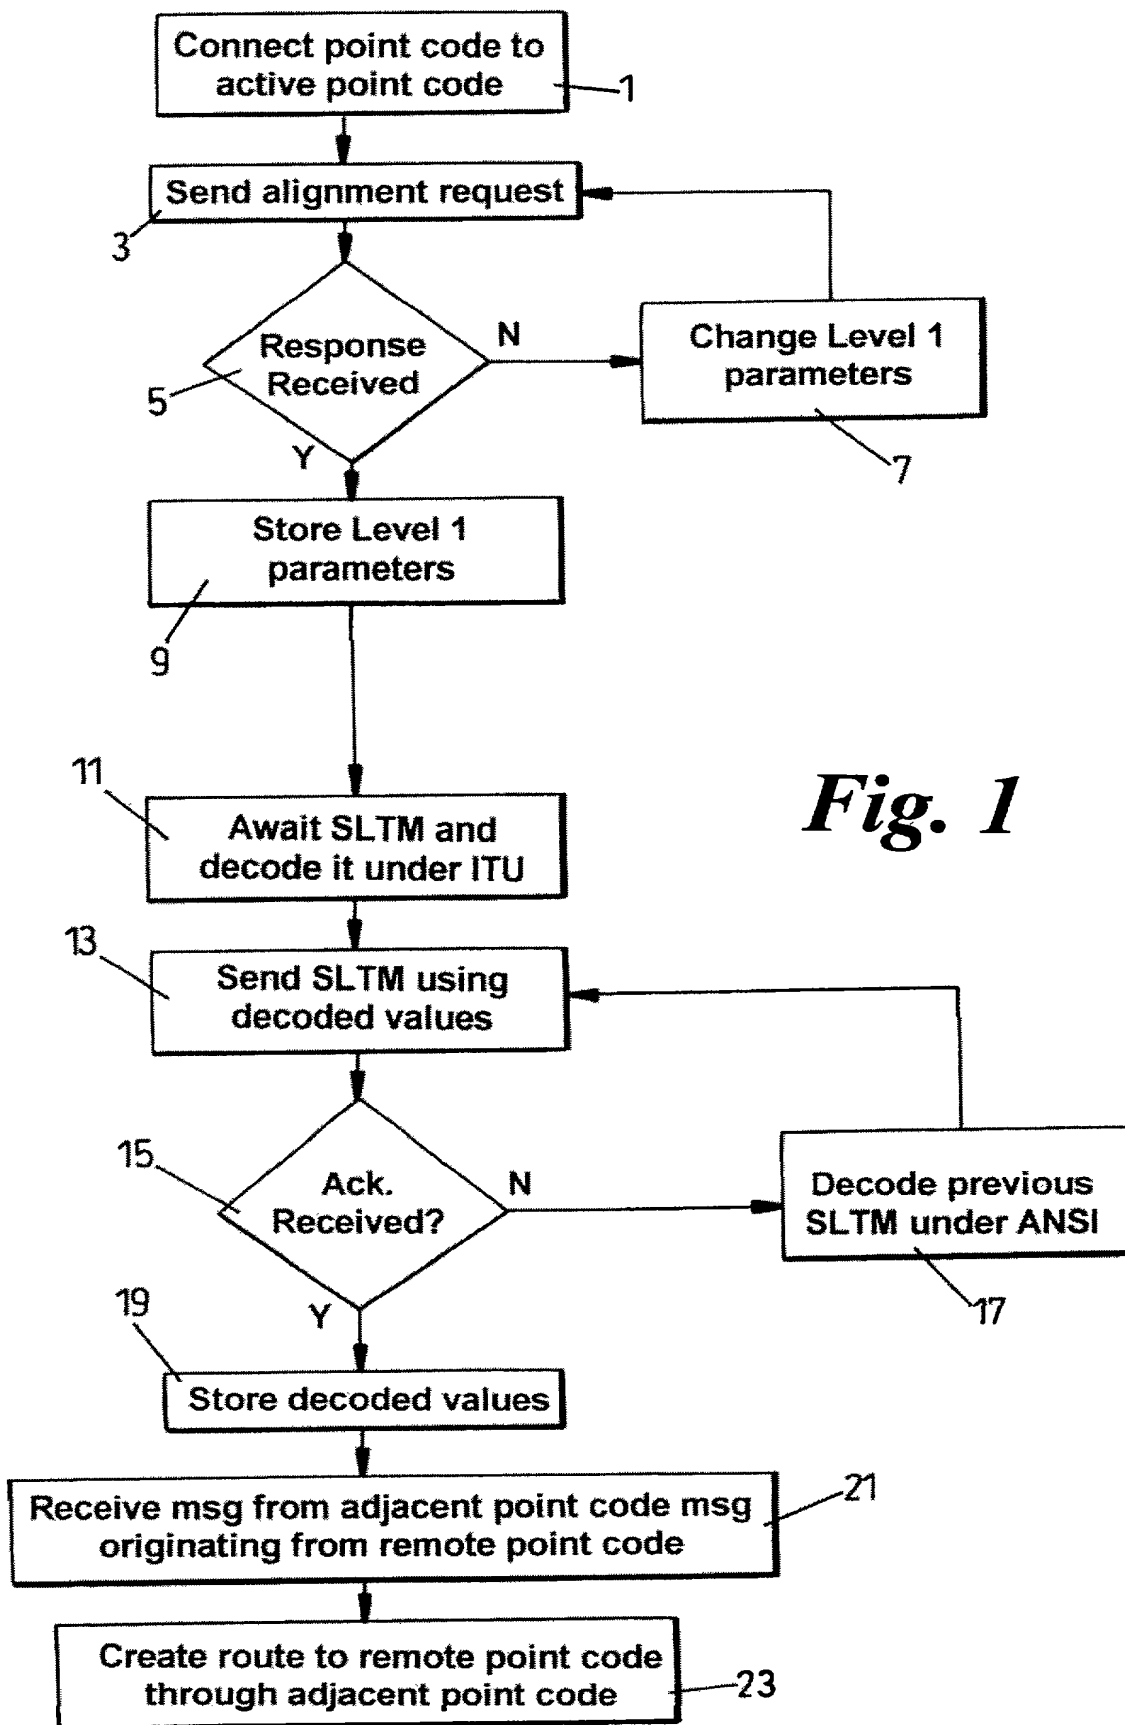 Connect point code to
active point code
1
Send alignment request
3
Response
Received
5
N
Y
Change Level 1
parameters
7
Store Level 1
parameters
9
Fig. 1
11
Await SLTM and
decode it under ITU
13
Send SLTM using
decoded values
15
Ack.
Received?
N
Y
Decode previous
SLTM under ANSI
17
19
Store decoded values
Receive msg from adjacent point code msg
originating from remote point code
21
Create route to remote point code
through adjacent point code
23